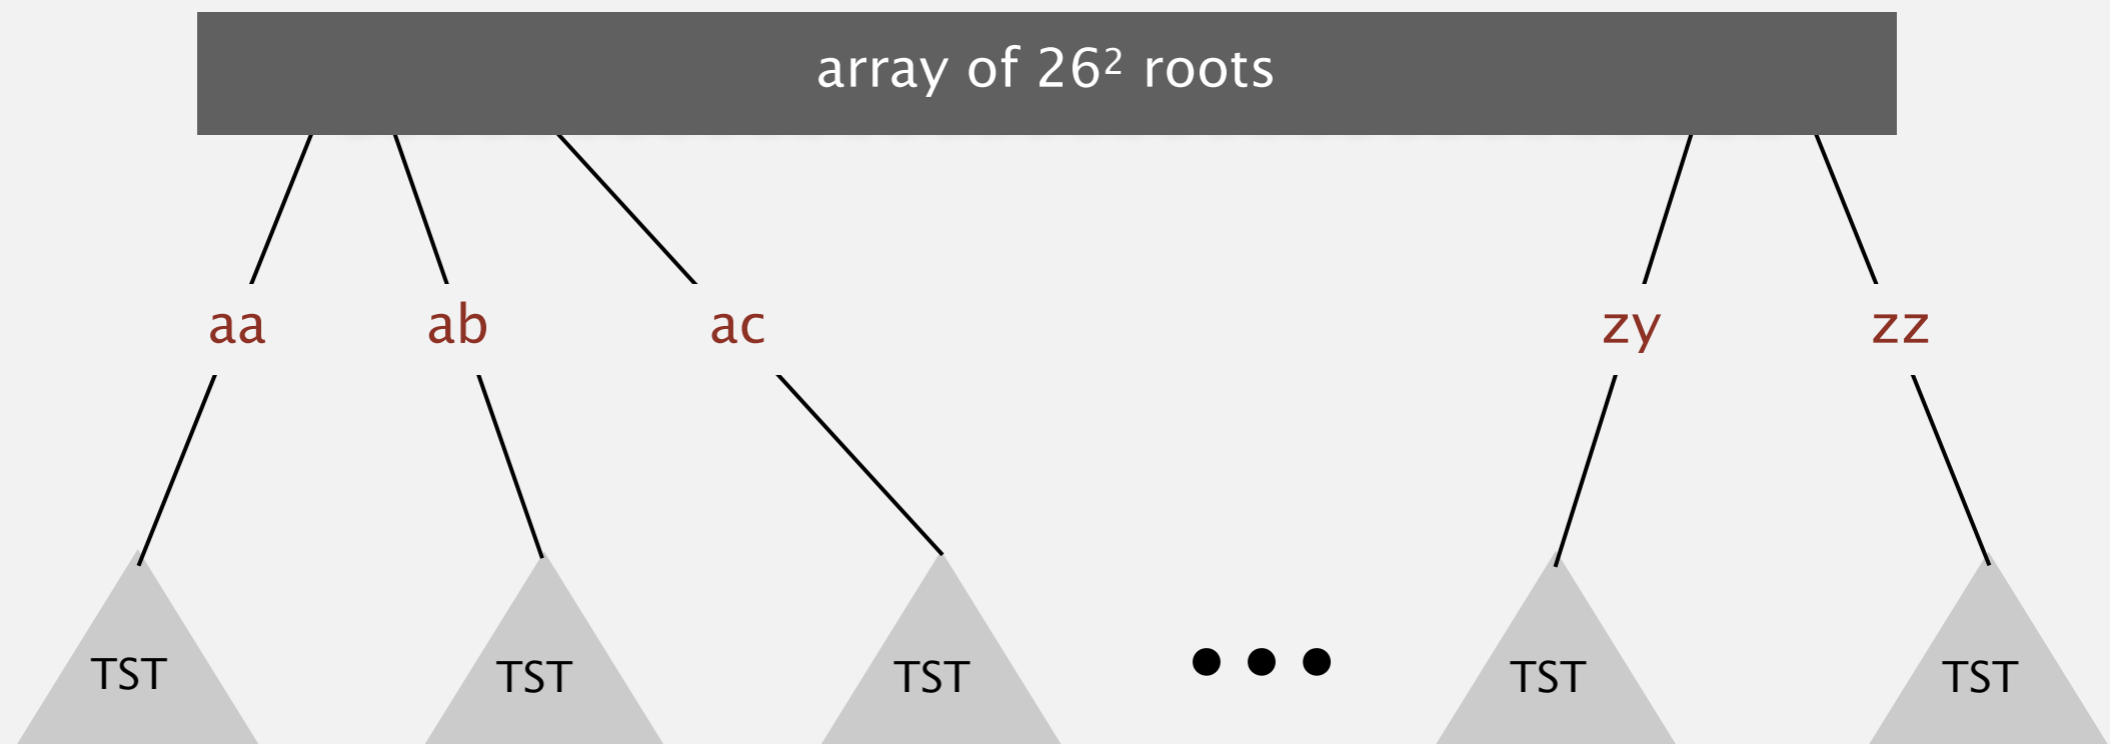 array of 26² roots
aa ab ac zy zz
TST TST TST ••• TST TST